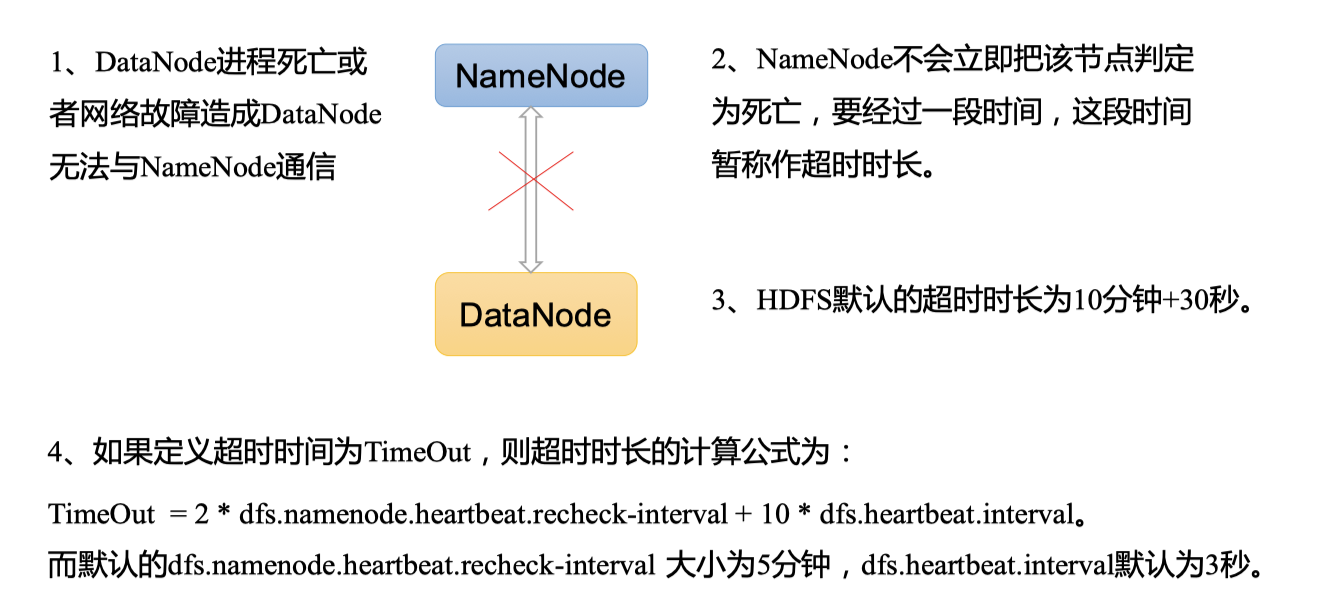 1、DataNode进程死亡或
者网络故障造成DataNode
无法与NameNode通信
NameNode
DataNode
2、NameNode不会立即把该节点判定
为死亡，要经过一段时间，这段时间
暂称作超时时长。
3、HDFS默认的超时时长为10分钟+30秒。
4、如果定义超时时间为TimeOut，则超时时长的计算公式为：
TimeOut = 2 * dfs.namenode.heartbeat.recheck-interval + 10 * dfs.heartbeat.interval。
而默认的dfs.namenode.heartbeat.recheck-interval 大小为5分钟，dfs.heartbeat.interval默认为3秒。